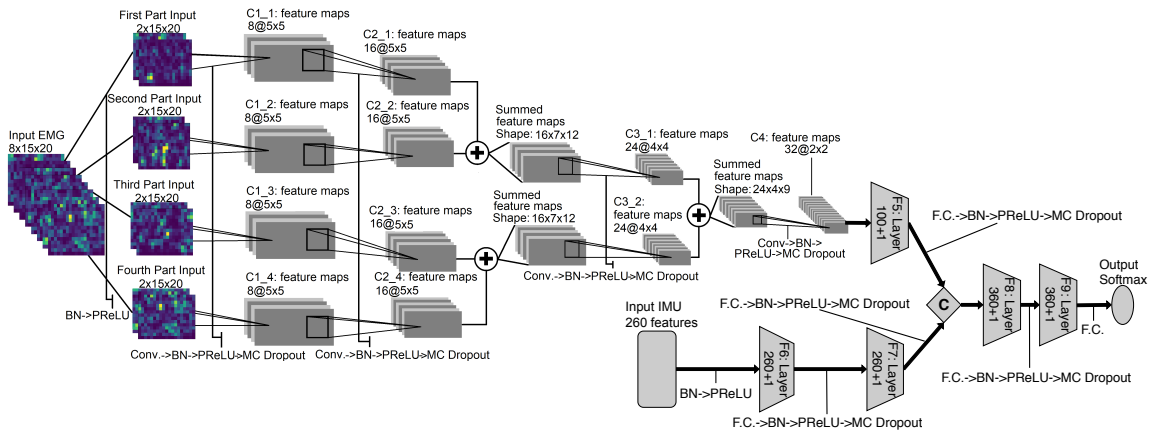 Input EMG
8x15x20
First Part Input
2x15x20
Second Part Input
2x15x20
Third Part Input
2x15x20
Fourth Part Input
2x15x20
BN->PReLU
C1_1: feature maps
8@5x5
C1_2: feature maps
8@5x5
C1_3: feature maps
8@5x5
C1_4: feature maps
8@5x5
Conv.->BN->PReLU->MC Dropout
C2_1: feature maps
16@5x5
C2_2: feature maps
16@5x5
C2_3: feature maps
16@5x5
C2_4: feature maps
16@5x5
Conv.->BN->PReLU->MC Dropout
Summed
feature maps
Shape: 16x7x12
Summed
feature maps
Shape: 16x7x12
Conv.->BN->PReLU->MC Dropout
C3_1: feature maps
24@4x4
C3_2:
feature maps
24@4x4
Summed
feature maps
Shape: 24x4x9
C4: feature maps
32@2x2
Conv->BN->
PReLU->MC Dropout
F5: Layer
100+1
F.C.->BN->PReLU->MC Dropout
Input IMU
260 features
BN->PReLU
F6: Layer
260+1
F.C.->BN->PReLU->MC Dropout
F7: Layer
260+1
F.C.->BN->PReLU->MC Dropout
C
F8: Layer
360+1
F.C.->BN->PReLU->MC Dropout
F9: Layer
360+1
F.C.
Output
Softmax